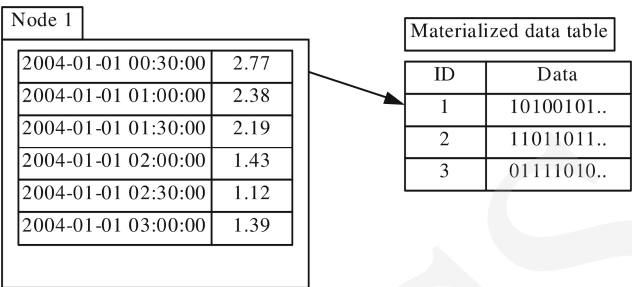 Node 1
2004-01-01 00:30:00 2.77
2004-01-01 01:00:00 2.38
2004-01-01 01:30:00 2.19
2004-01-01 02:00:00 1.43
2004-01-01 02:30:00 1.12
2004-01-01 03:00:00 1.39
Materialized data table
ID Data
1 10100101..
2 11011011..
3 01111010..